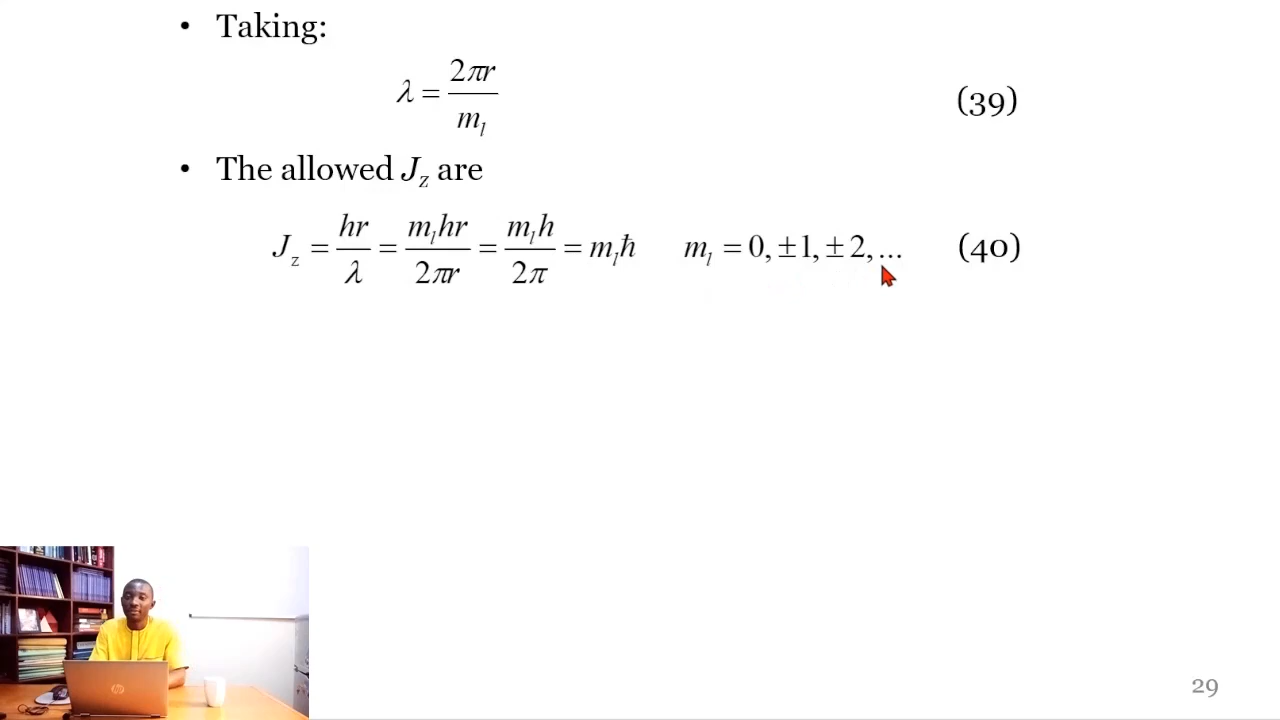 • Taking:
λ = 2πr / m_l (39)
• The allowed J_z are
J_z = hr / λ = m_l hr / 2πr = m_l h / 2π = m_l ħ m_l = 0, ±1, ±2, ... (40)
hp
29